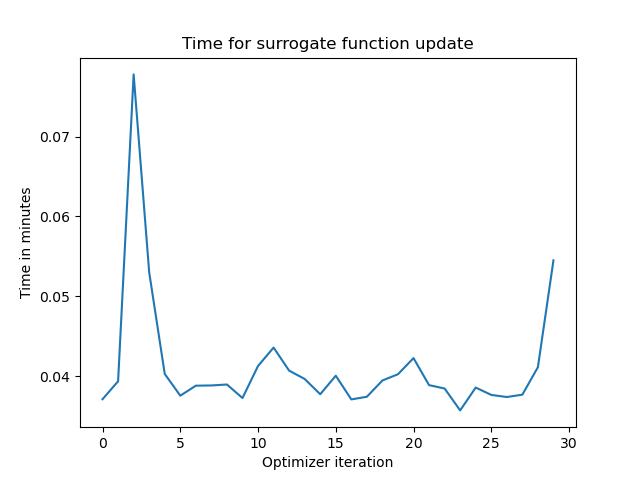 Time for surrogate function update
0.07
0.06
0.05
0.04
Time in minutes
0 5 10 15 20 25 30
Optimizer iteration